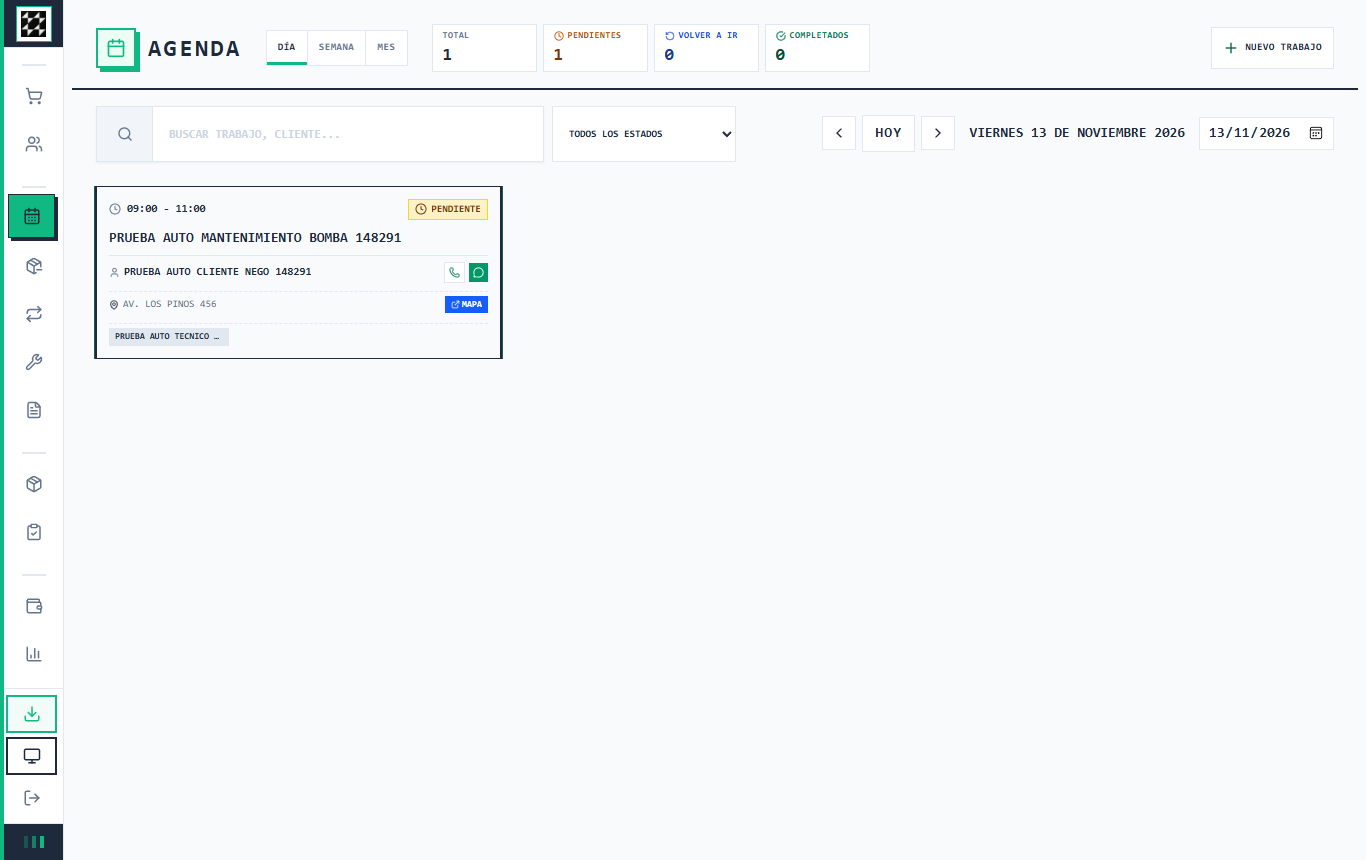 AGENDA
DÍA SEMANA MES
TOTAL
1
PENDIENTES
1
VOLVER A IR
0
COMPLETADOS
0
NUEVO TRABAJO
BUSCAR TRABAJO, CLIENTE...
TODOS LOS ESTADOS
HOY
VIERNES 13 DE NOVIEMBRE 2026
13/11/2026
09:00 - 11:00
PENDIENTE
PRUEBA AUTO MANTENIMIENTO BOMBA 148291
PRUEBA AUTO CLIENTE NEGO 148291
AV. LOS PINOS 456
MAPA
PRUEBA AUTO TECNICO …